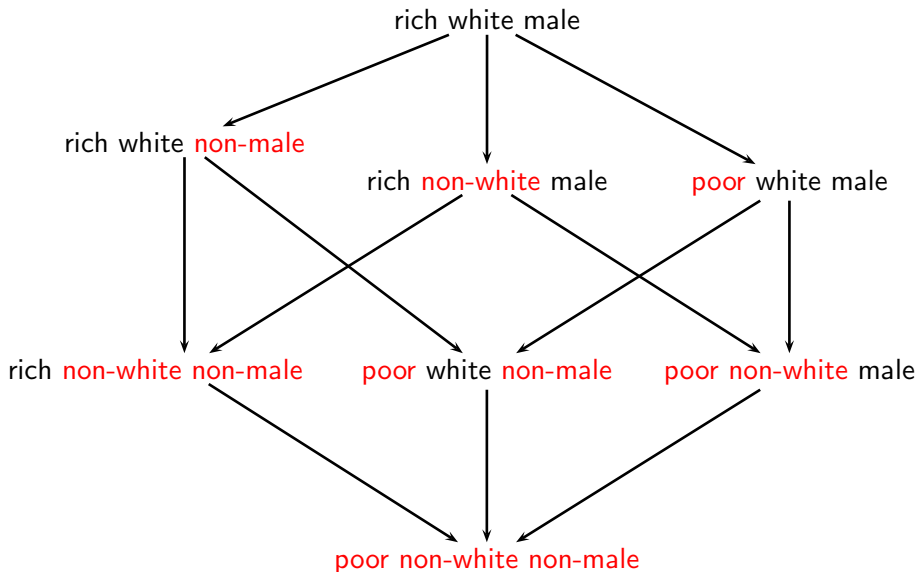 rich white male
rich white non-male
rich non-white male
poor white male
rich non-white non-male
poor white non-male
poor non-white male
poor non-white non-male